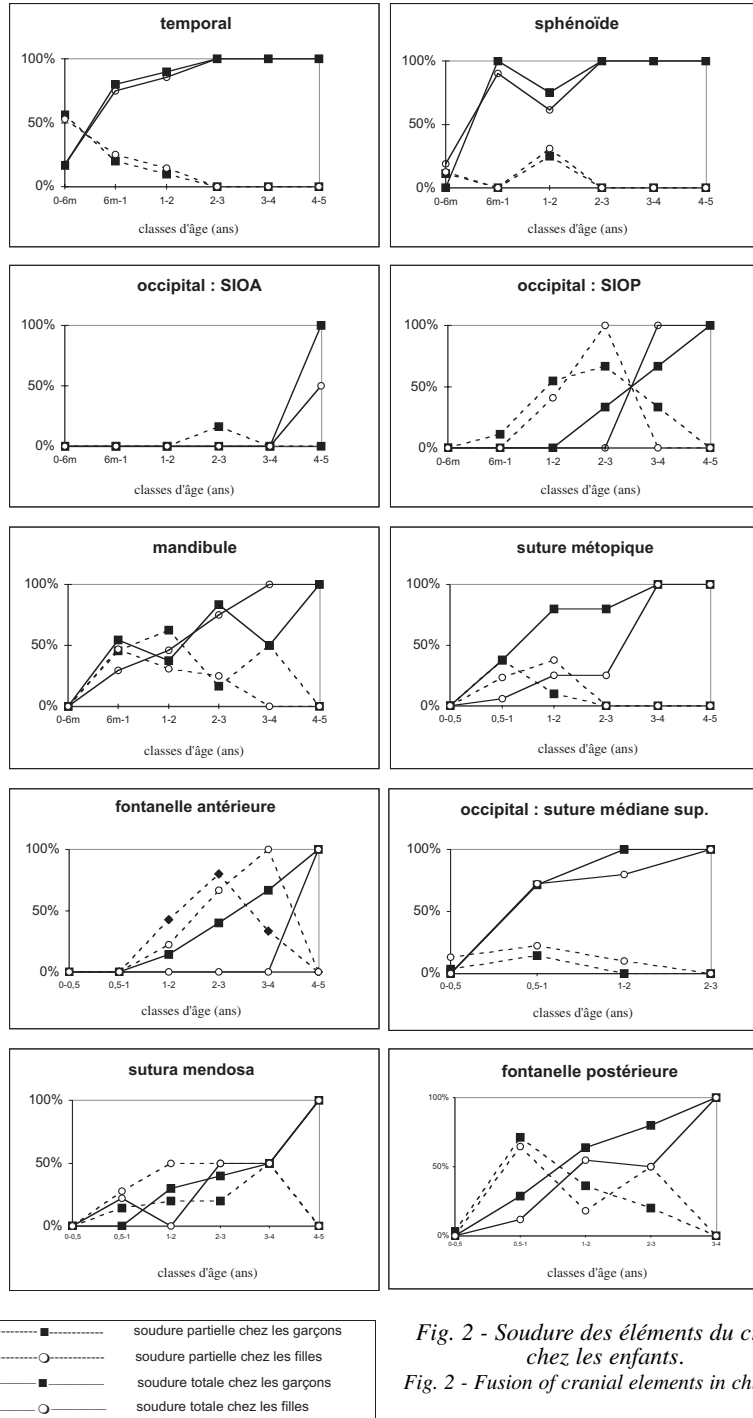 temporal
100%
50%
0%
0-6m 6m-1 1-2 2-3 3-4 4-5
classes d'âge (ans)
sphénoïde
100%
50%
0%
0-6m 6m-1 1-2 2-3 3-4 4-5
classes d'âge (ans)
occipital : SIOA
100%
50%
0%
0-6m 6m-1 1-2 2-3 3-4 4-5
classes d'âge (ans)
occipital : SIOP
100%
50%
0%
0-6m 6m-1 1-2 2-3 3-4 4-5
classes d'âge (ans)
mandibule
100%
50%
0%
0-6m 6m-1 1-2 2-3 3-4 4-5
classes d'âge (ans)
suture métopique
100%
50%
0%
0-0,5 0,5-1 1-2 2-3 3-4 4-5
classes d'âge (ans)
fontanelle antérieure
100%
50%
0%
0-0,5 0,5-1 1-2 2-3 3-4 4-5
classes d'âge (ans)
occipital : suture médiane sup.
100%
50%
0%
0-0,5 0,5-1 1-2 2-3
classes d'âge (ans)
sutura mendosa
100%
50%
0%
0-0,5 0,5-1 1-2 2-3 3-4 4-5
classes d'âge (ans)
fontanelle postérieure
100%
50%
0%
0-0,5 0,5-1 1-2 2-3 3-4
classes d'âge (ans)
soudure partielle chez les garçons
soudure partielle chez les filles
soudure totale chez les garçons
soudure totale chez les filles
Fig. 2 - Soudure des éléments du
chez les enfants.
Fig. 2 - Fusion of cranial elements in